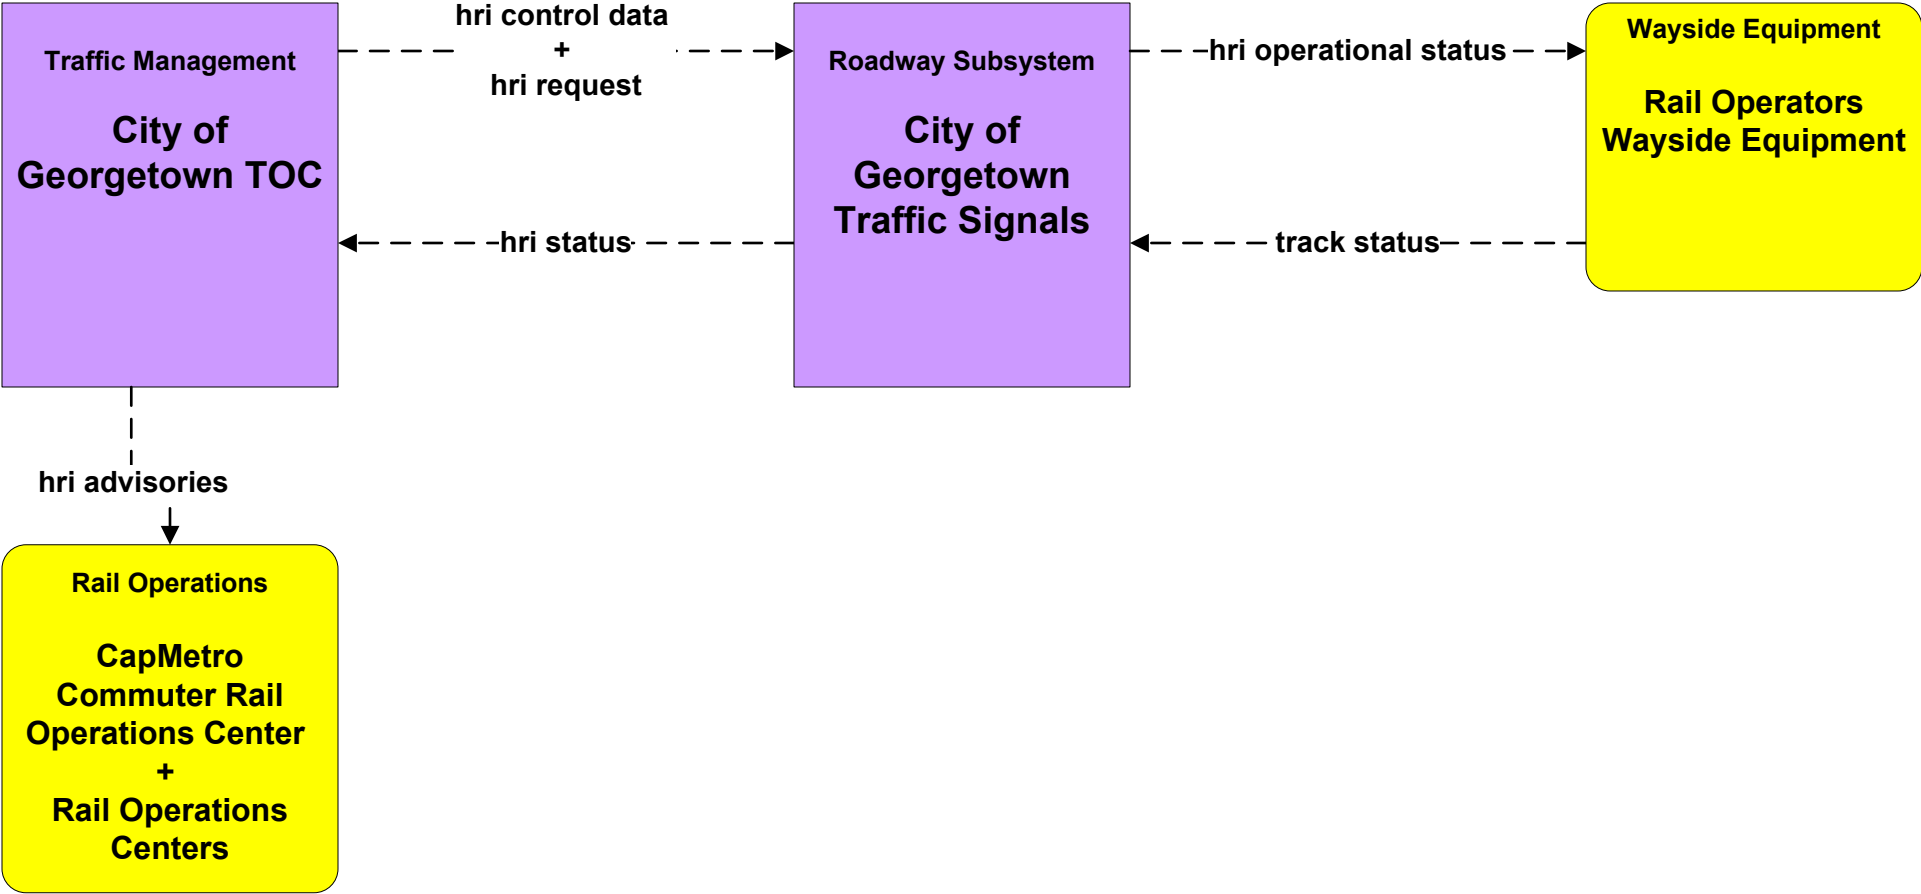 Traffic Management
City of
Georgetown TOC
hri control data
+
hri request
hri status
Roadway Subsystem
City of
Georgetown
Traffic Signals
hri operational status
track status
Wayside Equipment
Rail Operators
Wayside Equipment
hri advisories
Rail Operations
CapMetro
Commuter Rail
Operations Center
+
Rail Operations
Centers